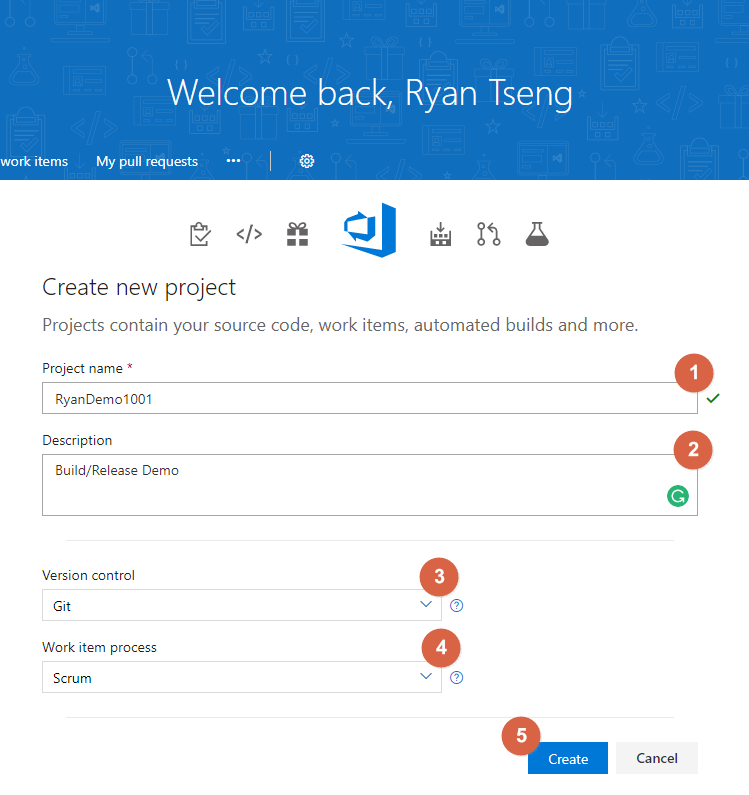 Welcome back, Ryan Tseng
work items My pull requests ···
Create new project
Projects contain your source code, work items, automated builds and more.
Project name *
1
RyanDemo1001
Description
2
Build/Release Demo
Version control
3
Git
Work item process
4
Scrum
5
Create Cancel